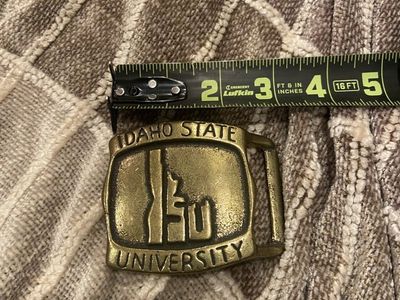 2 3 4 5
CRESCENT
Lufkin
FT & IN
INCHES
16 FT
IDAHO STATE
ISU
UNIVERSITY